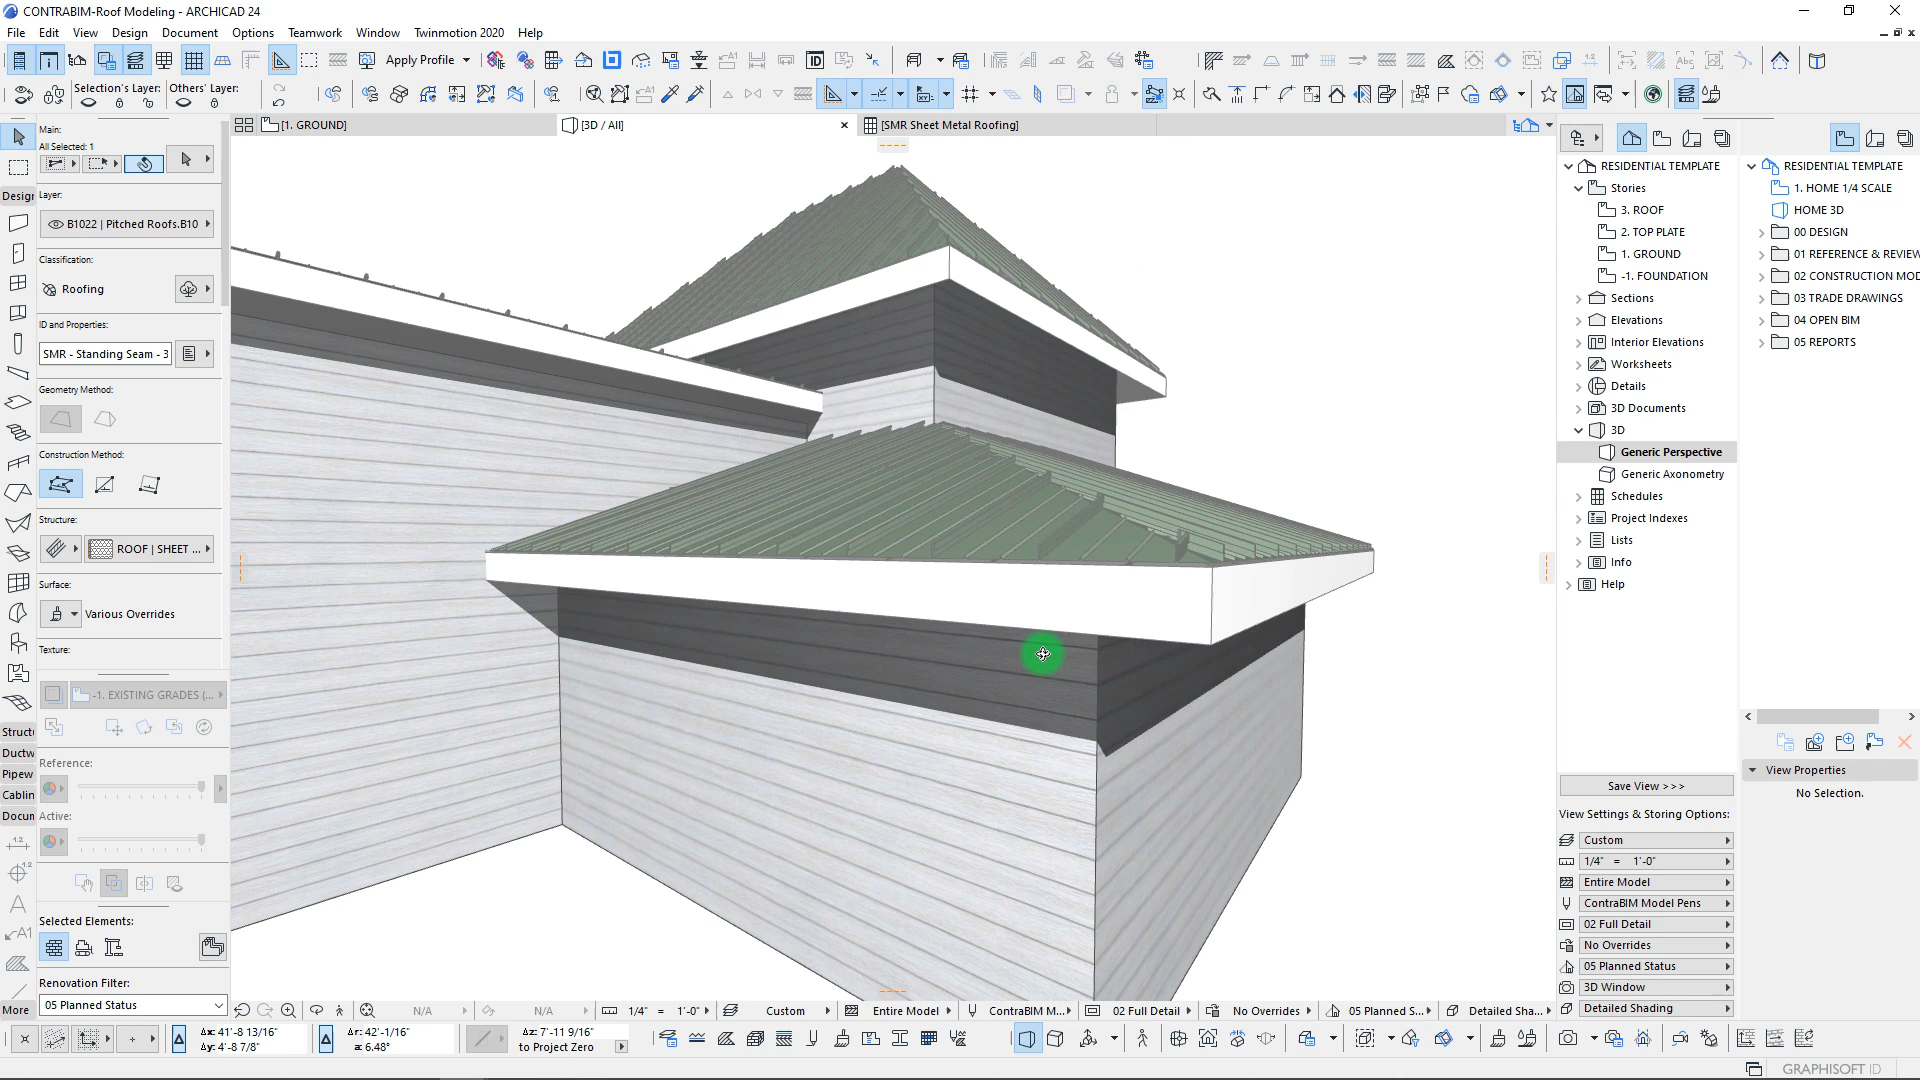 CONTRABIM-Roof Modeling - ARCHICAD 24
File Edit View Design Document Options Teamwork Window Twinmotion 2020 Help
Apply Profile
Selection's Layer: Others' Layer:
[1. GROUND] [3D / All] [SMR Sheet Metal Roofing]
Main:
All Selected: 1
Design
Layer:
B1022 | Pitched Roofs.B10
Classification:
Roofing
ID and Properties:
SMR - Standing Seam - 3
Geometry Method:
Construction Method:
Structure:
ROOF | SHEET ...
Surface:
Various Overrides
Texture:
-1. EXISTING GRADES (...
Struct
Ductw
Pipew
Cablin
Docum
Reference:
Active:
Selected Elements:
Renovation Filter:
05 Planned Status
More
RESIDENTIAL TEMPLATE
Stories
3. ROOF
2. TOP PLATE
1. GROUND
-1. FOUNDATION
Sections
Elevations
Interior Elevations
Worksheets
Details
3D Documents
3D
Generic Perspective
Generic Axonometry
Schedules
Project Indexes
Lists
Info
Help
Save View >>>
View Settings & Storing Options:
Custom
1/4" = 1'-0"
Entire Model
ContraBIM Model Pens
02 Full Detail
No Overrides
05 Planned Status
3D Window
Detailed Shading
RESIDENTIAL TEMPLATE
1. HOME 1/4 SCALE
HOME 3D
00 DESIGN
01 REFERENCE & REVIEW
02 CONSTRUCTION MOD
03 TRADE DRAWINGS
04 OPEN BIM
05 REPORTS
View Properties
No Selection.
N/A N/A 1/4" = 1'-0" Custom Entire Model ContraBIM M... 02 Full Detail No Overrides 05 Planned S... Detailed Sha...
Δx: 41'-8 13/16" Δr: 42'-1/16" Δz: 7'-11 9/16"
Δy: 4'-8 7/8" a: 6.48° to Project Zero
GRAPHISOFT ID